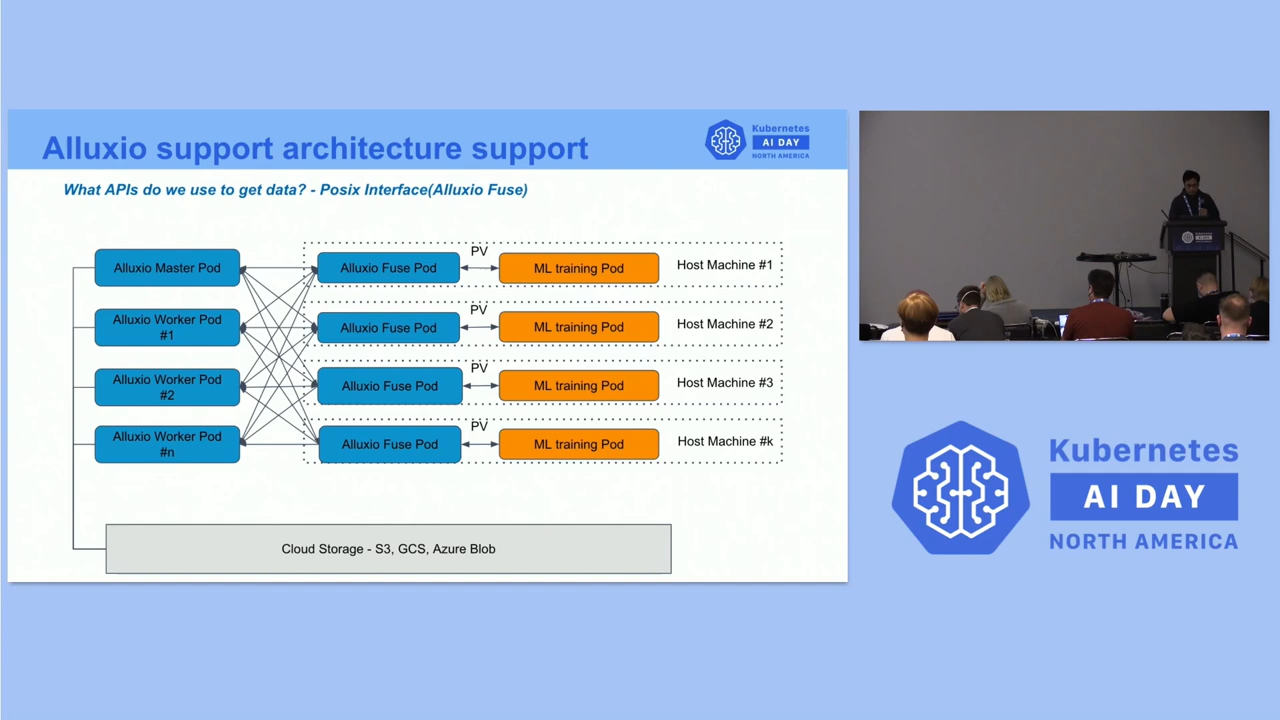 Alluxio support architecture support
Kubernetes
AI DAY
NORTH AMERICA
What APIs do we use to get data? - Posix Interface(Alluxio Fuse)
Alluxio Master Pod
Alluxio Fuse Pod
PV
ML training Pod
Host Machine #1
Alluxio Worker Pod
#1
Alluxio Fuse Pod
PV
ML training Pod
Host Machine #2
Alluxio Worker Pod
#2
Alluxio Fuse Pod
PV
ML training Pod
Host Machine #3
Alluxio Worker Pod
#n
Alluxio Fuse Pod
PV
ML training Pod
Host Machine #k
Cloud Storage - S3, GCS, Azure Blob
Kubernetes
AI DAY
NORTH AMERICA